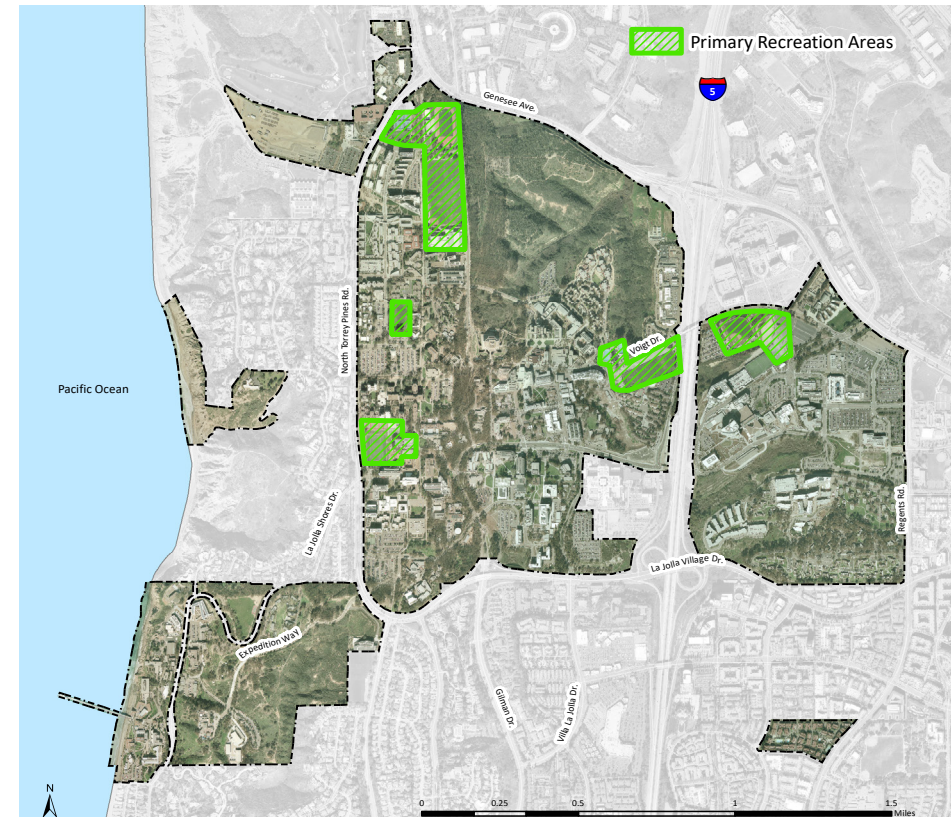 Primary Recreation Areas
5
Genesee Ave.
North Torrey Pines Rd.
Voigt Dr.
Pacific Ocean
La Jolla Shores Dr.
Regents Rd.
La Jolla Village Dr.
Expedition Way
Gilman Dr.
Villa La Jolla Dr.
N
0 0.25 0.5 1 1.5
Miles